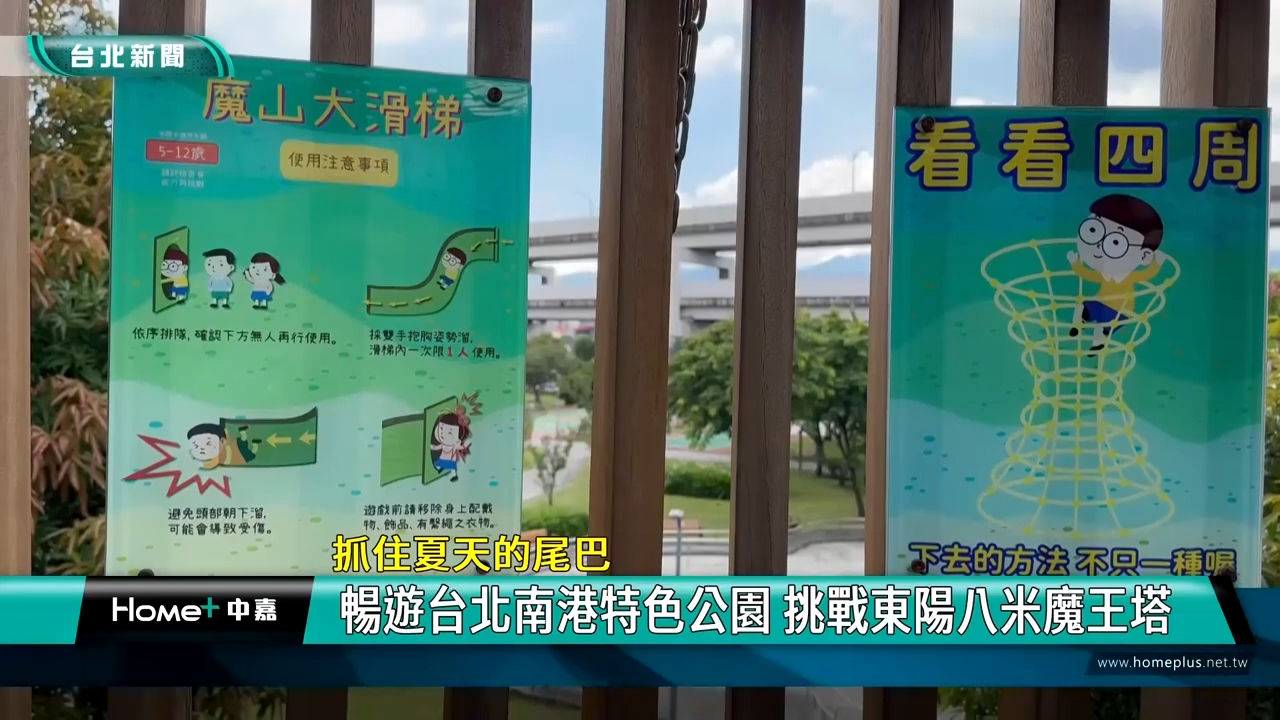 台北新聞
魔山大滑梯
5-12歲
使用注意事項
依序排隊, 確認下方無人再行使用。
採雙手抱胸姿勢溜,
滑梯內一次限1人使用。
避免頭部朝下溜,
可能會導致受傷。
遊戲前請移除身上配戴
物、飾品、有繫繩之衣物。
看看四周
下去的方法 不只一種喔
抓住夏天的尾巴
Home+中嘉
暢遊台北南港特色公園 挑戰東陽八米魔王塔
www.homeplus.net.tw